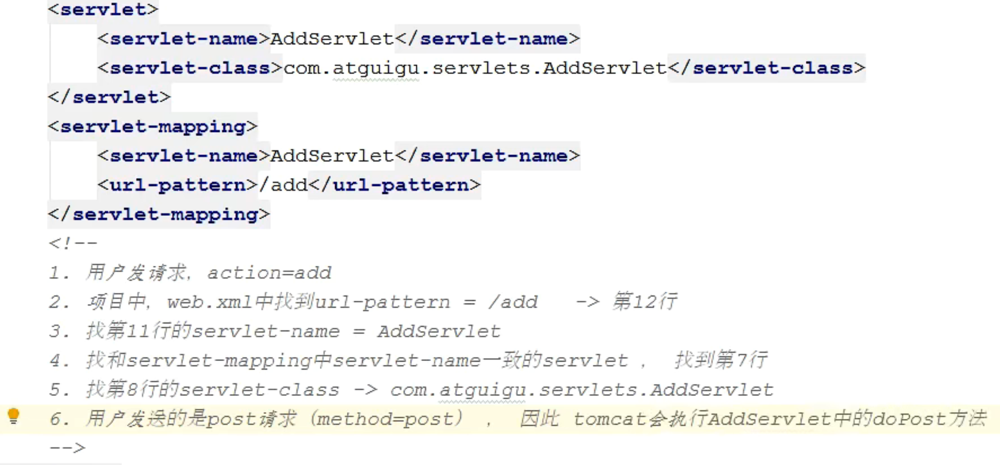 <servlet>
<servlet-name>AddServlet</servlet-name>
<servlet-class>com.atguigu.servlets.AddServlet</servlet-class>
</servlet>
<servlet-mapping>
<servlet-name>AddServlet</servlet-name>
<url-pattern>/add</url-pattern>
</servlet-mapping>
<!--
1. 用户发请求, action=add
2. 项目中, web.xml中找到url-pattern = /add   -> 第12行
3. 找第11行的servlet-name = AddServlet
4. 找和servlet-mapping中servlet-name一致的servlet ， 找到第7行
5. 找第8行的servlet-class -> com.atguigu.servlets.AddServlet
6. 用户发送的是post请求（method=post） ， 因此 tomcat会执行AddServlet中的doPost方法
-->